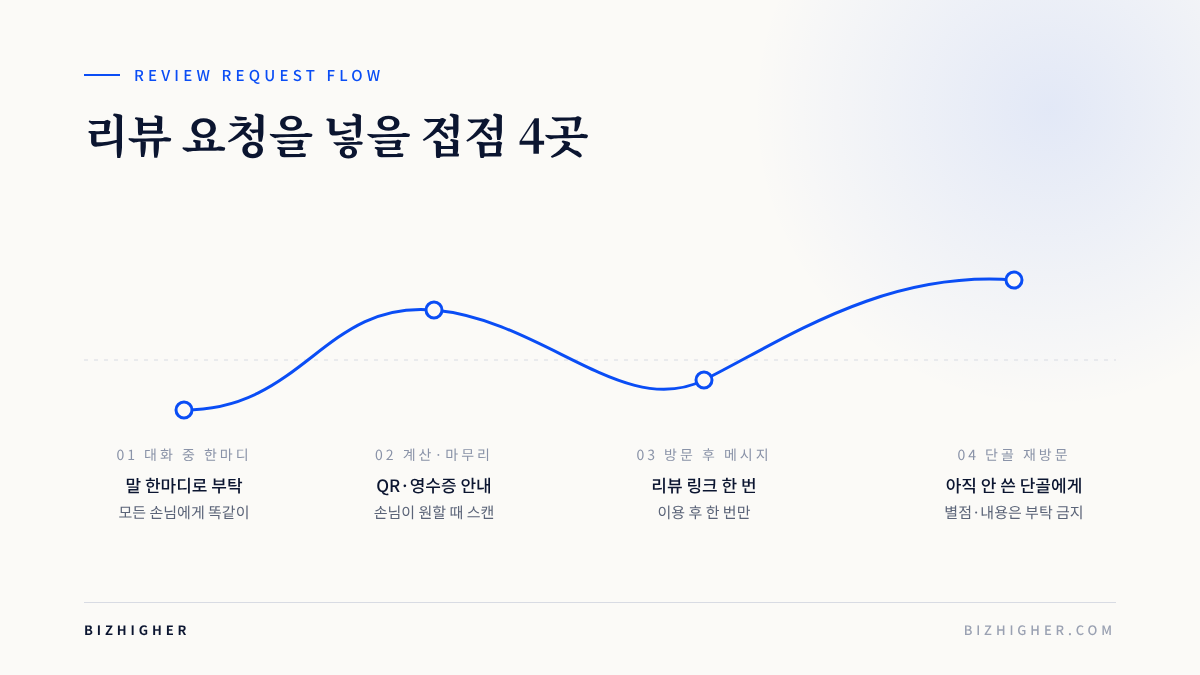 REVIEW REQUEST FLOW
리뷰 요청을 넣을 접점 4곳
01 대화 중 한마디
말 한마디로 부탁
모든 손님에게 똑같이
02 계산·마무리
QR·영수증 안내
손님이 원할 때 스캔
03 방문 후 메시지
리뷰 링크 한 번
이용 후 한 번만
04 단골 재방문
아직 안 쓴 단골에게
별점·내용은 부탁 금지
BIZHIGHER
BIZHIGHER.COM